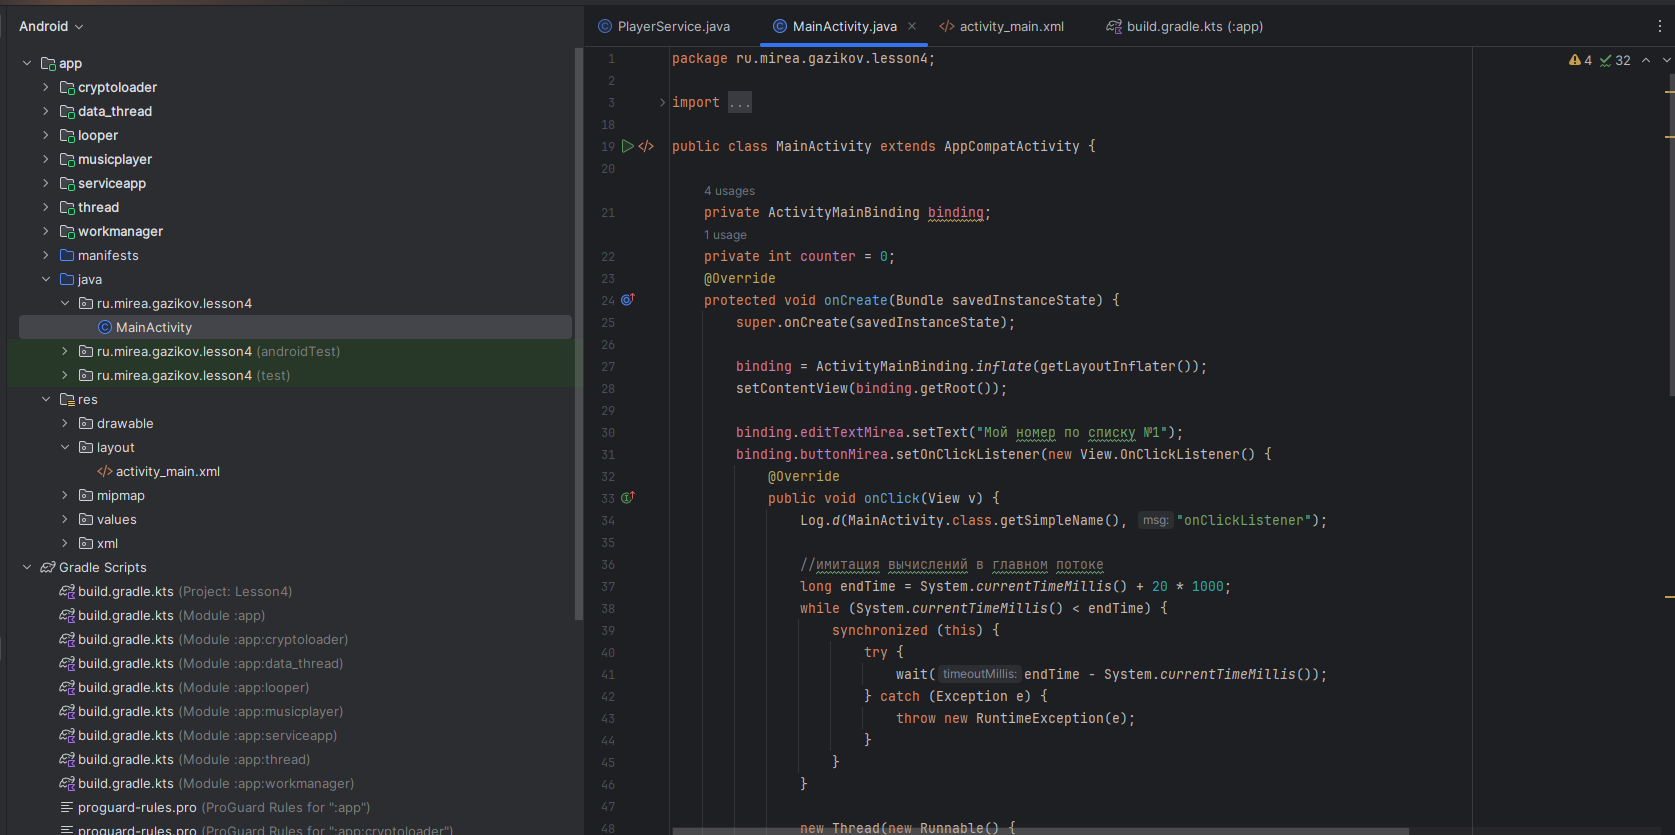 Android
app
cryptoloader
data_thread
looper
musicplayer
serviceapp
thread
workmanager
manifests
java
ru.mirea.gazikov.lesson4
MainActivity
ru.mirea.gazikov.lesson4 (androidTest)
ru.mirea.gazikov.lesson4 (test)
res
drawable
layout
</> activity_main.xml
mipmap
values
xml
Gradle Scripts
build.gradle.kts (Project: Lesson4)
build.gradle.kts (Module :app)
build.gradle.kts (Module :app:cryptoloader)
build.gradle.kts (Module :app:data_thread)
build.gradle.kts (Module :app:looper)
build.gradle.kts (Module :app:musicplayer)
build.gradle.kts (Module :app:serviceapp)
build.gradle.kts (Module :app:thread)
build.gradle.kts (Module :app:workmanager)
proguard-rules.pro (ProGuard Rules for ":app")
proguard-rules.pro (ProGuard Rules for ":app:cryptoloader")
PlayerService.java MainActivity.java </> activity_main.xml build.gradle.kts (:app)
4 32
1 package ru.mirea.gazikov.lesson4;
2
3 import ...
18
19 public class MainActivity extends AppCompatActivity {
20
4 usages
21 private ActivityMainBinding binding;
1 usage
22 private int counter = 0;
23 @Override
24 protected void onCreate(Bundle savedInstanceState) {
25 super.onCreate(savedInstanceState);
26
27 binding = ActivityMainBinding.inflate(getLayoutInflater());
28 setContentView(binding.getRoot());
29
30 binding.editTextMirea.setText("Мой номер по списку №1");
31 binding.buttonMirea.setOnClickListener(new View.OnClickListener() {
32 @Override
33 public void onClick(View v) {
34 Log.d(MainActivity.class.getSimpleName(), msg: "onClickListener");
35
36 //имитация вычислений в главном потоке
37 long endTime = System.currentTimeMillis() + 20 * 1000;
38 while (System.currentTimeMillis() < endTime) {
39 synchronized (this) {
40 try {
41 wait( timeoutMillis: endTime - System.currentTimeMillis());
42 } catch (Exception e) {
43 throw new RuntimeException(e);
44 }
45 }
46 }
47
48 new Thread(new Runnable() {